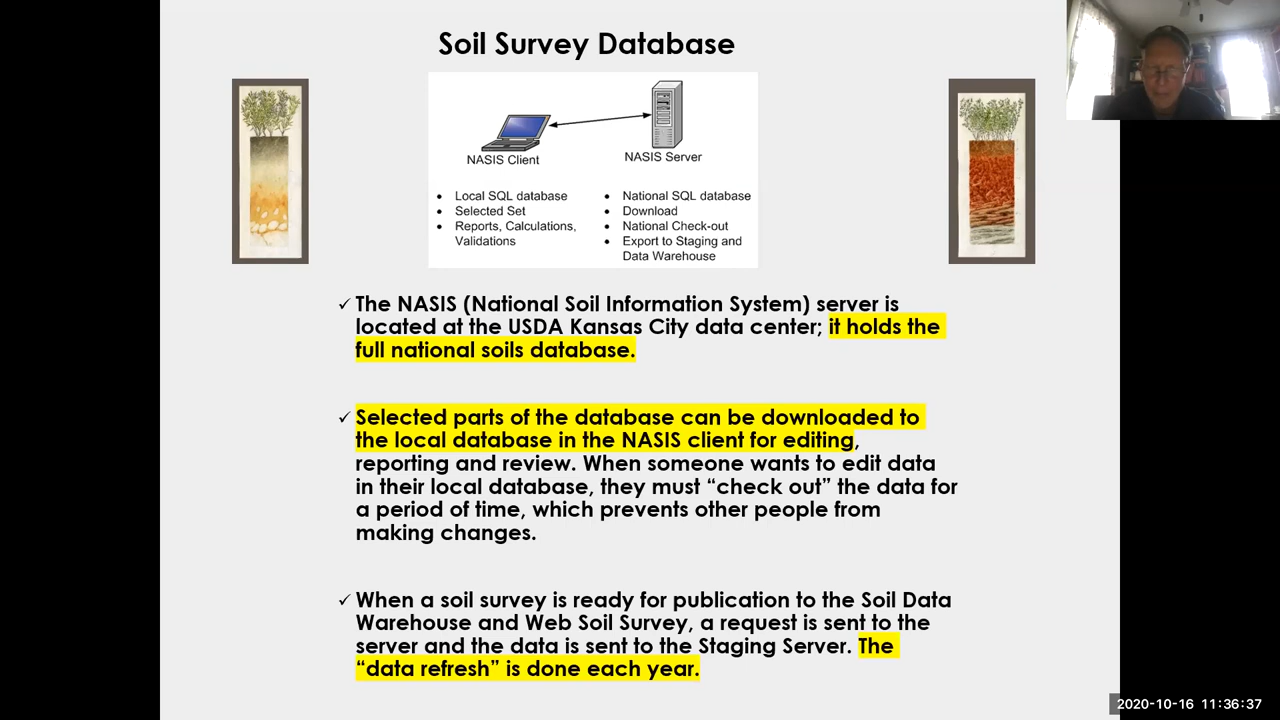 Soil Survey Database
NASIS Client
NASIS Server
• Local SQL database
• Selected Set
• Reports, Calculations,
Validations
• National SQL database
• Download
• National Check-out
• Export to Staging and
Data Warehouse
✓ The NASIS (National Soil Information System) server is
located at the USDA Kansas City data center; it holds the
full national soils database.
✓ Selected parts of the database can be downloaded to
the local database in the NASIS client for editing,
reporting and review. When someone wants to edit data
in their local database, they must “check out” the data for
a period of time, which prevents other people from
making changes.
✓ When a soil survey is ready for publication to the Soil Data
Warehouse and Web Soil Survey, a request is sent to the
server and the data is sent to the Staging Server. The
“data refresh” is done each year.
2020-10-16 11:36:37